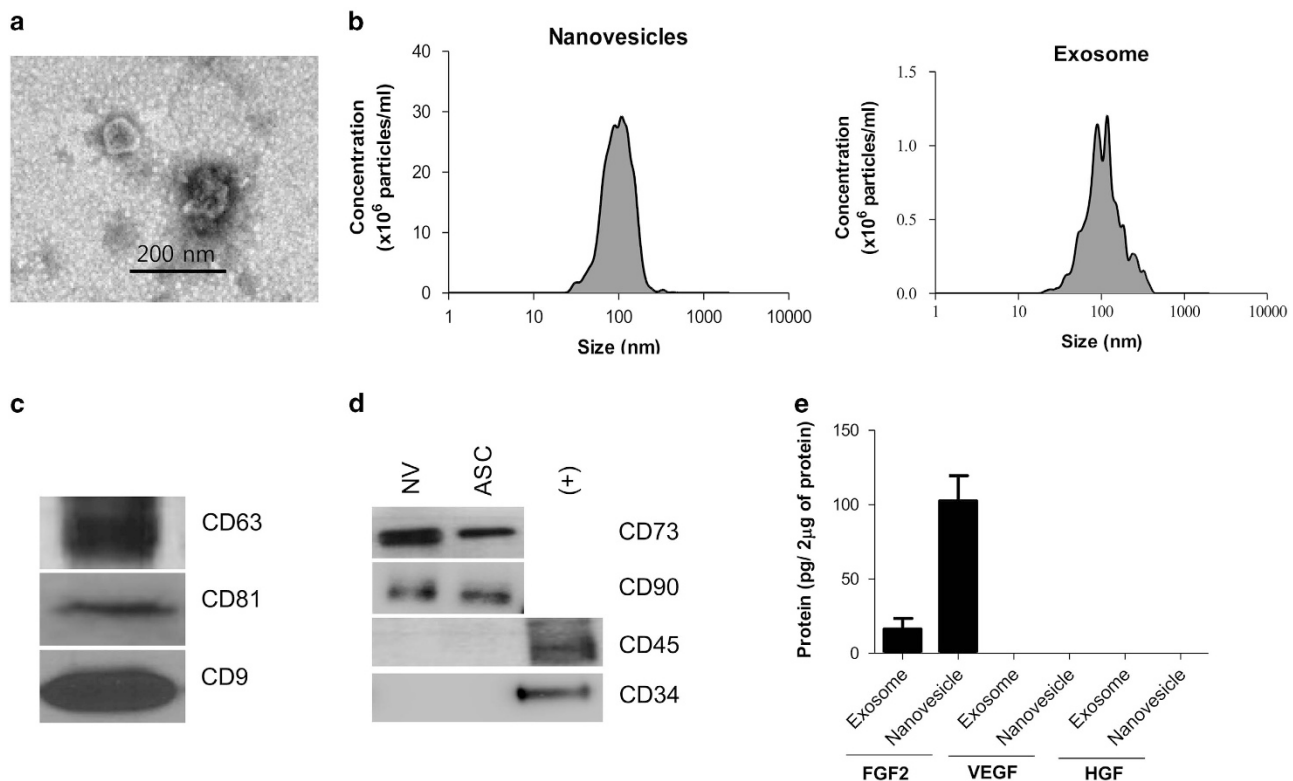 a
200 nm
b
Nanovesicles
Concentration
(x10⁶ particles/ml)
40
30
20
10
0
1
10
100
1000
10000
Size (nm)
Exosome
Concentration
(x10⁶ particles/ml)
1.5
1.0
0.5
0.0
1
10
100
1000
10000
Size (nm)
c
CD63
CD81
CD9
d
NV
ASC
(+)
CD73
CD90
CD45
CD34
e
Protein (pg/ 2µg of protein)
150
100
50
0
Exosome
Nanovesicle
Exosome
Nanovesicle
Exosome
Nanovesicle
FGF2
VEGF
HGF